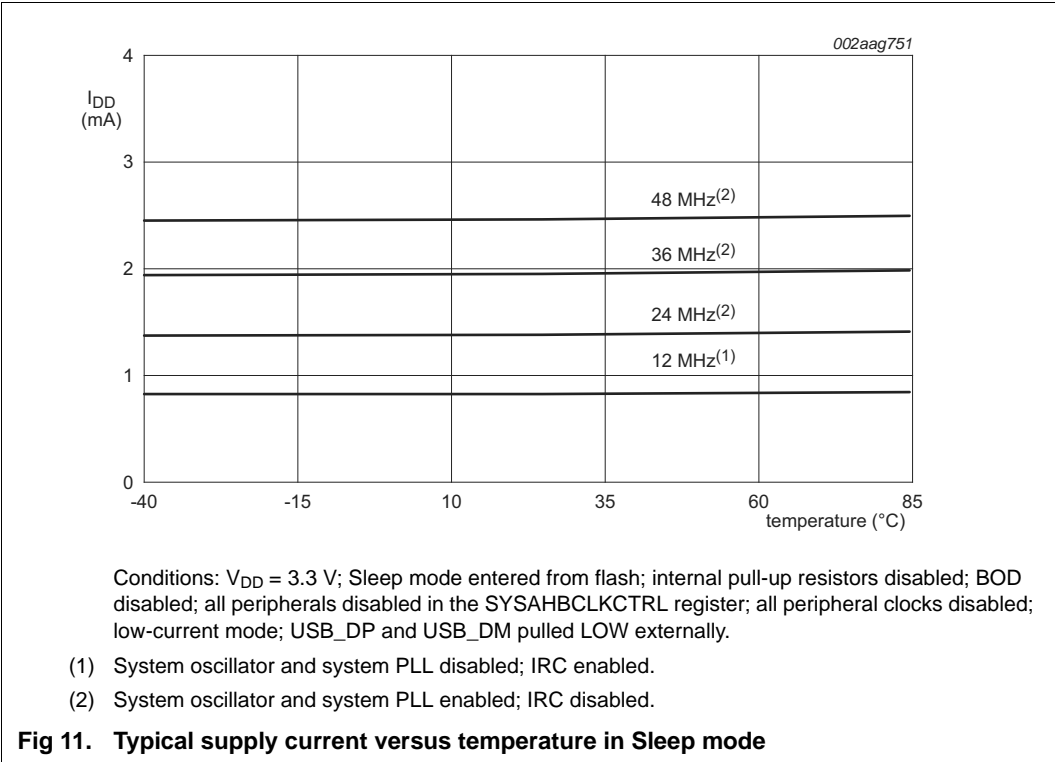 002aag751
4
I_DD
(mA)
3
48 MHz(2)
36 MHz(2)
2
24 MHz(2)
12 MHz(1)
1
0
-40 -15 10 35 60 85
temperature (°C)
Conditions: V_DD = 3.3 V; Sleep mode entered from flash; internal pull-up resistors disabled; BOD
disabled; all peripherals disabled in the SYSAHBCLKCTRL register; all peripheral clocks disabled;
low-current mode; USB_DP and USB_DM pulled LOW externally.
(1) System oscillator and system PLL disabled; IRC enabled.
(2) System oscillator and system PLL enabled; IRC disabled.
Fig 11. Typical supply current versus temperature in Sleep mode